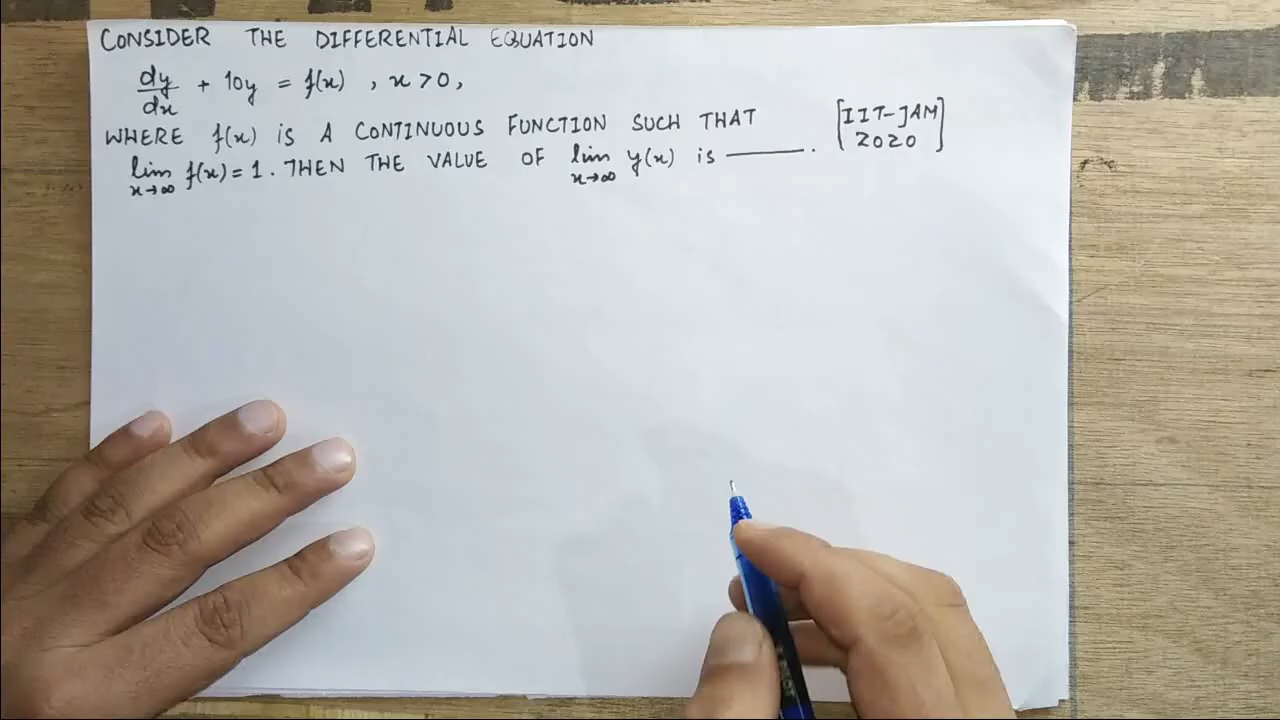 CONSIDER THE DIFFERENTIAL EQUATION
dy/dx + 10y = f(x) , x > 0,
WHERE f(x) IS A CONTINUOUS FUNCTION SUCH THAT [IIT-JAM
lim x→∞ f(x) = 1. THEN THE VALUE OF lim x→∞ y(x) is ———. 2020]